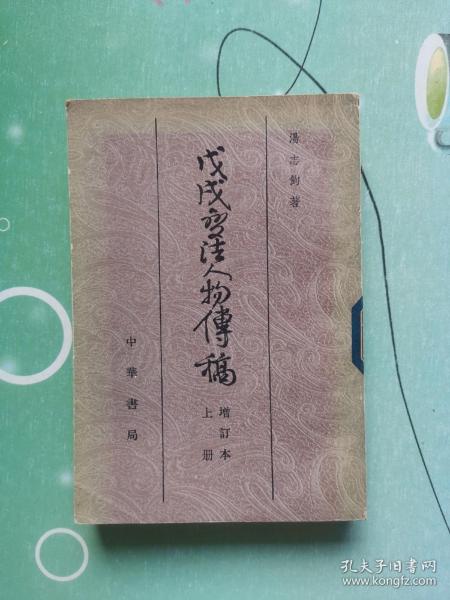 湯志鈞著
戊戌变法人物傳稿
增訂本
上册
中華書局
孔夫子旧书网
www.kongfz.com